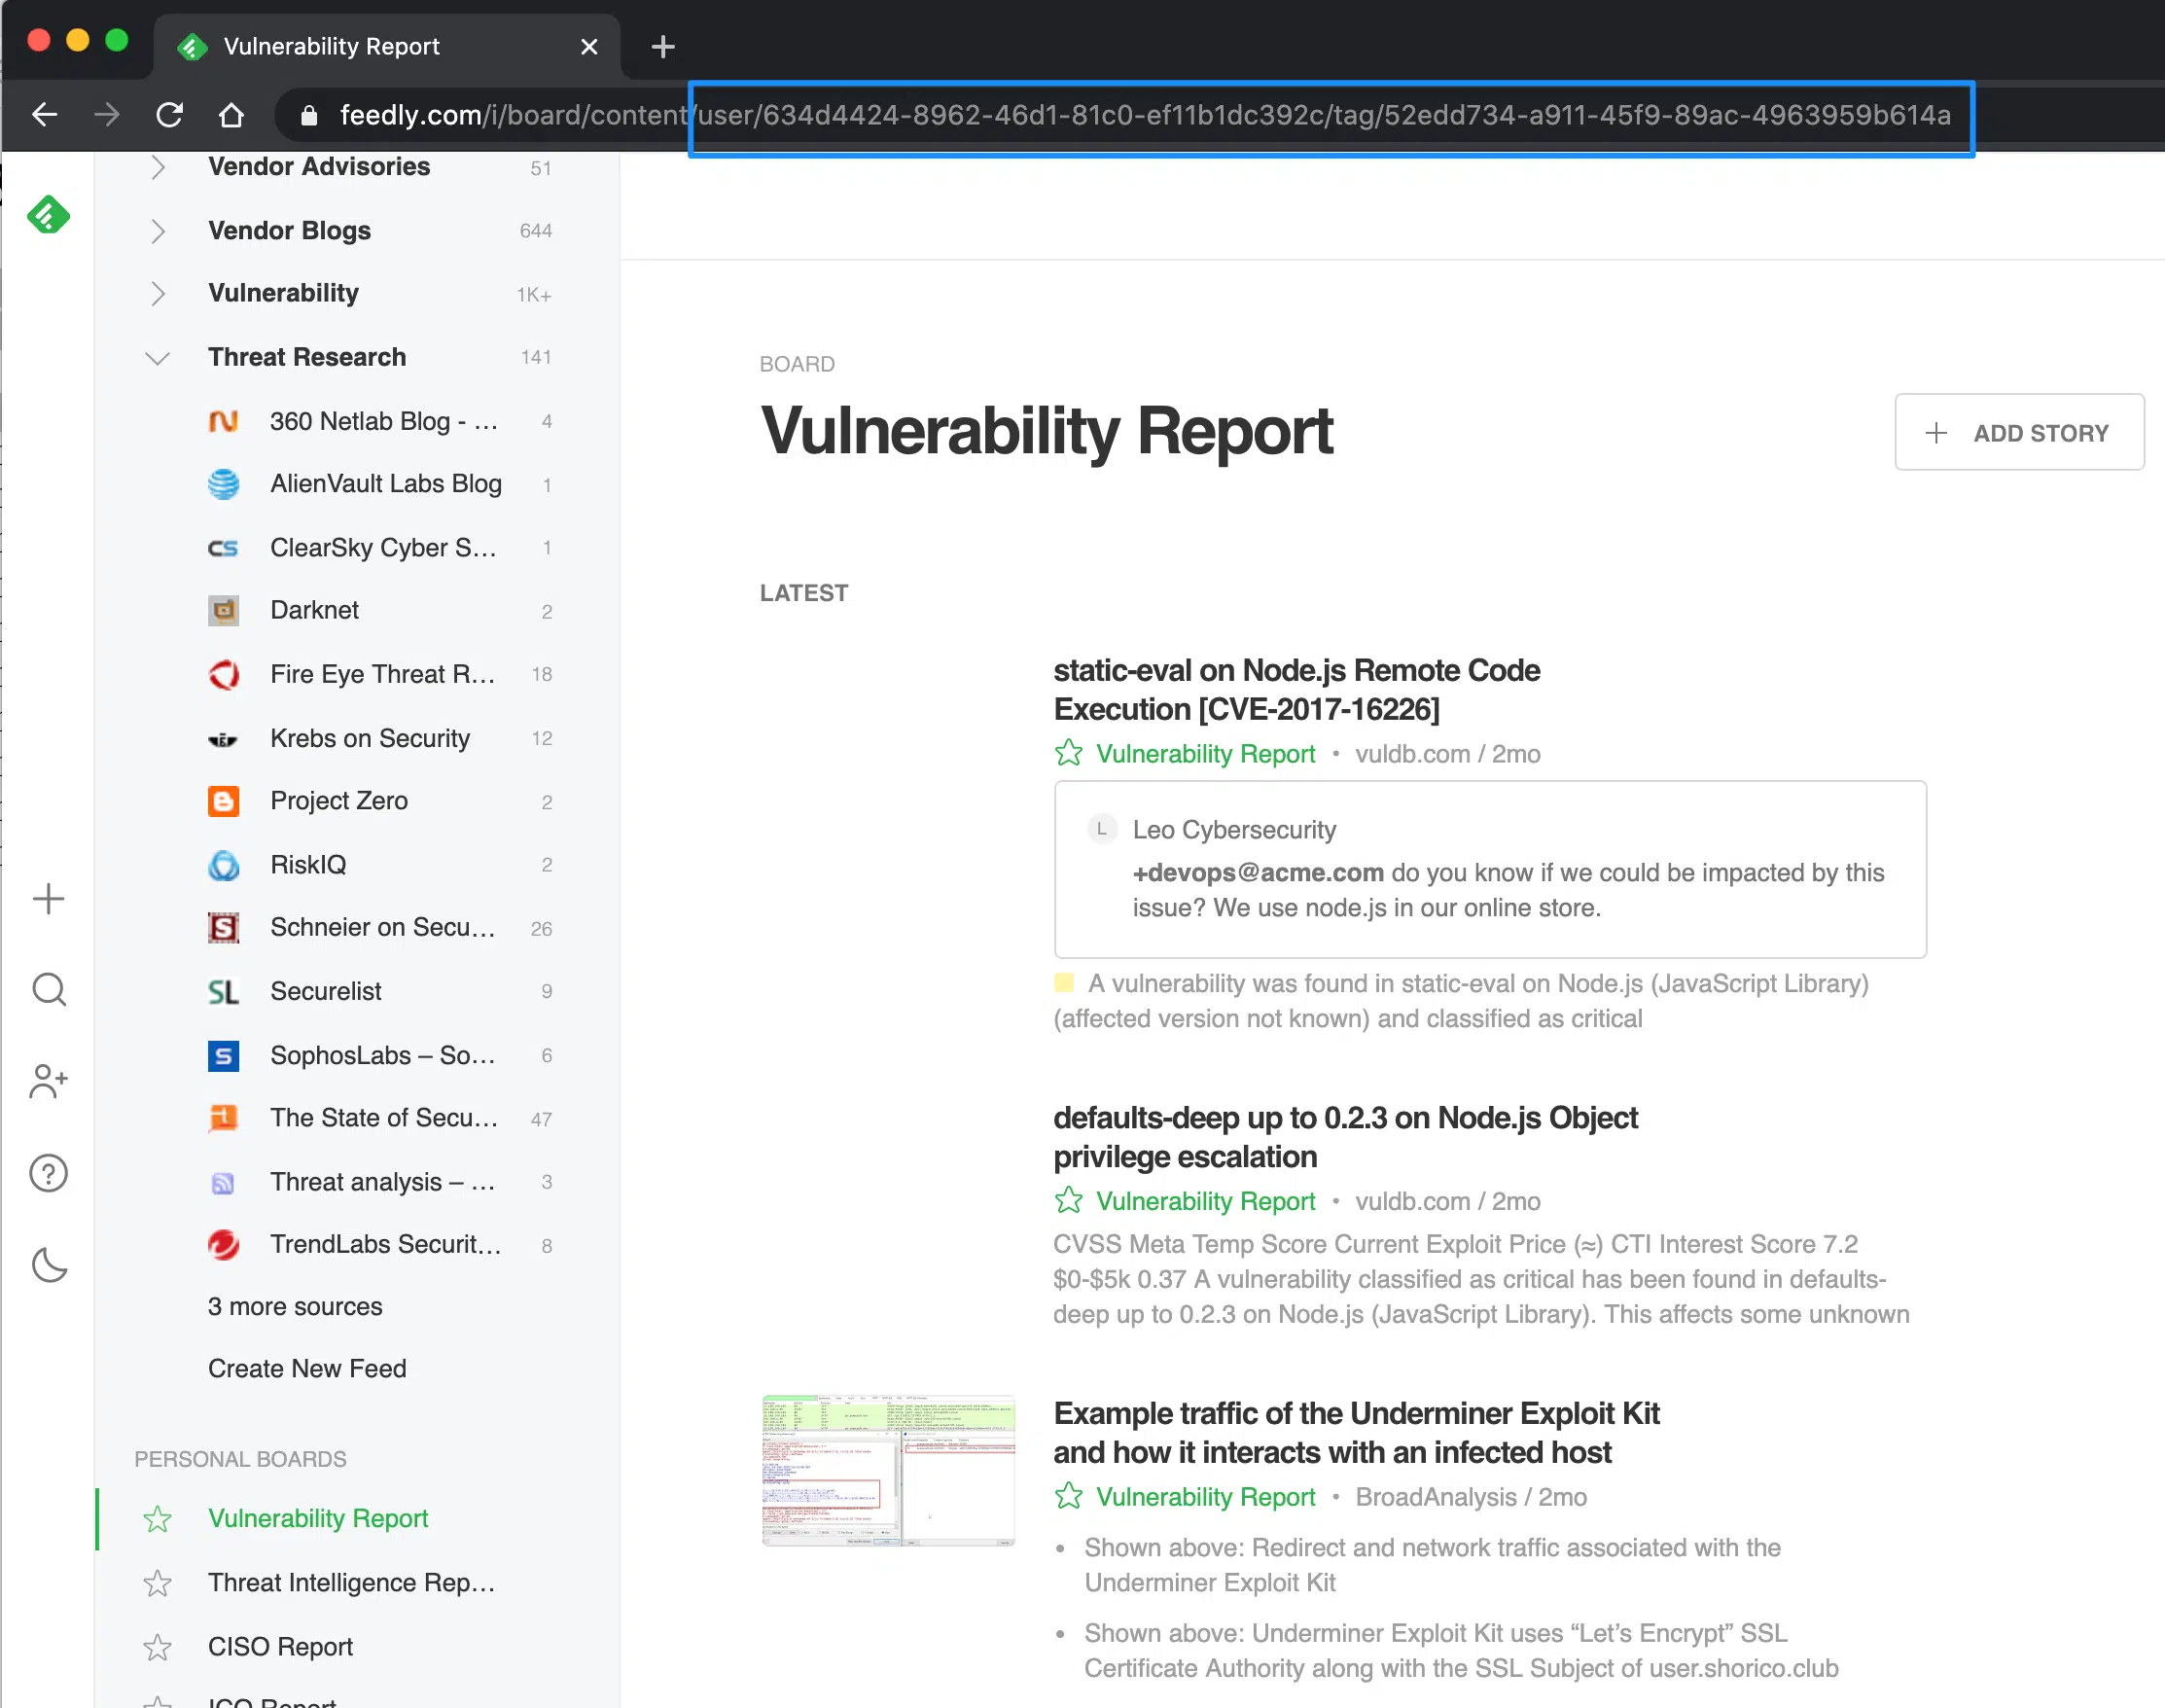 Vulnerability Report
feedly.com/i/board/content/user/634d4424-8962-46d1-81c0-ef11b1dc392c/tag/52edd734-a911-45f9-89ac-4963959b614a
Vendor Advisories 51
Vendor Blogs 644
Vulnerability 1K+
Threat Research 141
360 Netlab Blog - … 4
AlienVault Labs Blog 1
ClearSky Cyber S… 1
Darknet 2
Fire Eye Threat R… 18
Krebs on Security 12
Project Zero 2
RiskIQ 2
Schneier on Secu… 26
Securelist 9
SophosLabs – So… 6
The State of Secu… 47
Threat analysis – … 3
TrendLabs Securit… 8
3 more sources
Create New Feed
PERSONAL BOARDS
Vulnerability Report
Threat Intelligence Rep…
CISO Report
BOARD
Vulnerability Report
+ ADD STORY
LATEST
static-eval on Node.js Remote Code
Execution [CVE-2017-16226]
Vulnerability Report • vuldb.com / 2mo
L Leo Cybersecurity
+devops@acme.com do you know if we could be impacted by this
issue? We use node.js in our online store.
A vulnerability was found in static-eval on Node.js (JavaScript Library)
(affected version not known) and classified as critical
defaults-deep up to 0.2.3 on Node.js Object
privilege escalation
Vulnerability Report • vuldb.com / 2mo
CVSS Meta Temp Score Current Exploit Price (≈) CTI Interest Score 7.2
$0-$5k 0.37 A vulnerability classified as critical has been found in defaults-
deep up to 0.2.3 on Node.js (JavaScript Library). This affects some unknown
Example traffic of the Underminer Exploit Kit
and how it interacts with an infected host
Vulnerability Report • BroadAnalysis / 2mo
• Shown above: Redirect and network traffic associated with the
Underminer Exploit Kit
• Shown above: Underminer Exploit Kit uses “Let’s Encrypt” SSL
Certificate Authority along with the SSL Subject of user.shorico.club